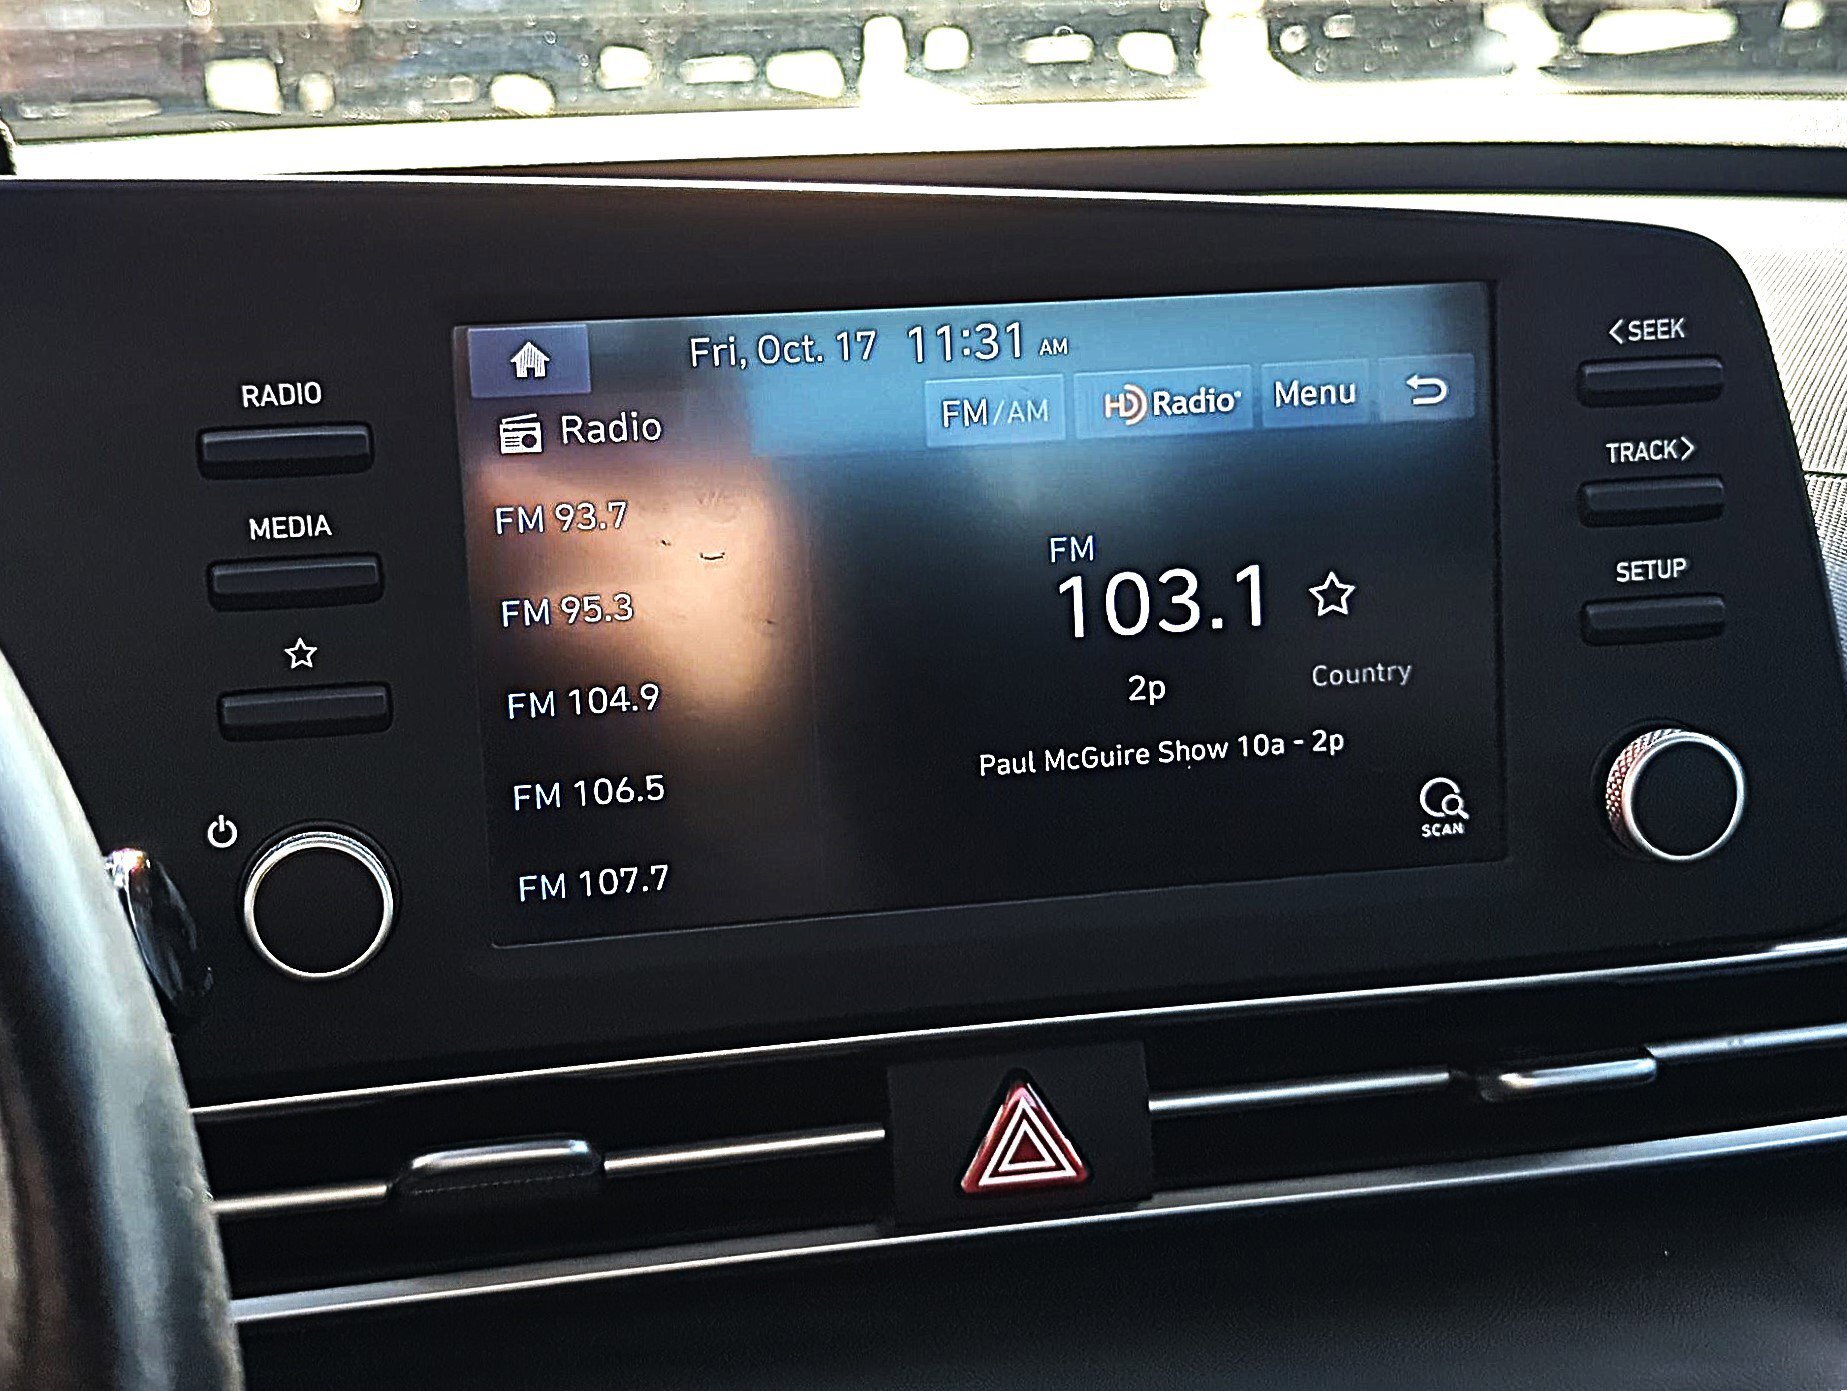 Fri, Oct. 17 11:31 AM
FM/AM HD Radio Menu
Radio
FM 93.7
FM 95.3
FM 104.9
FM 106.5
FM 107.7
FM
103.1
2p
Country
Paul McGuire Show 10a - 2p
SCAN
RADIO
MEDIA
<SEEK
TRACK>
SETUP